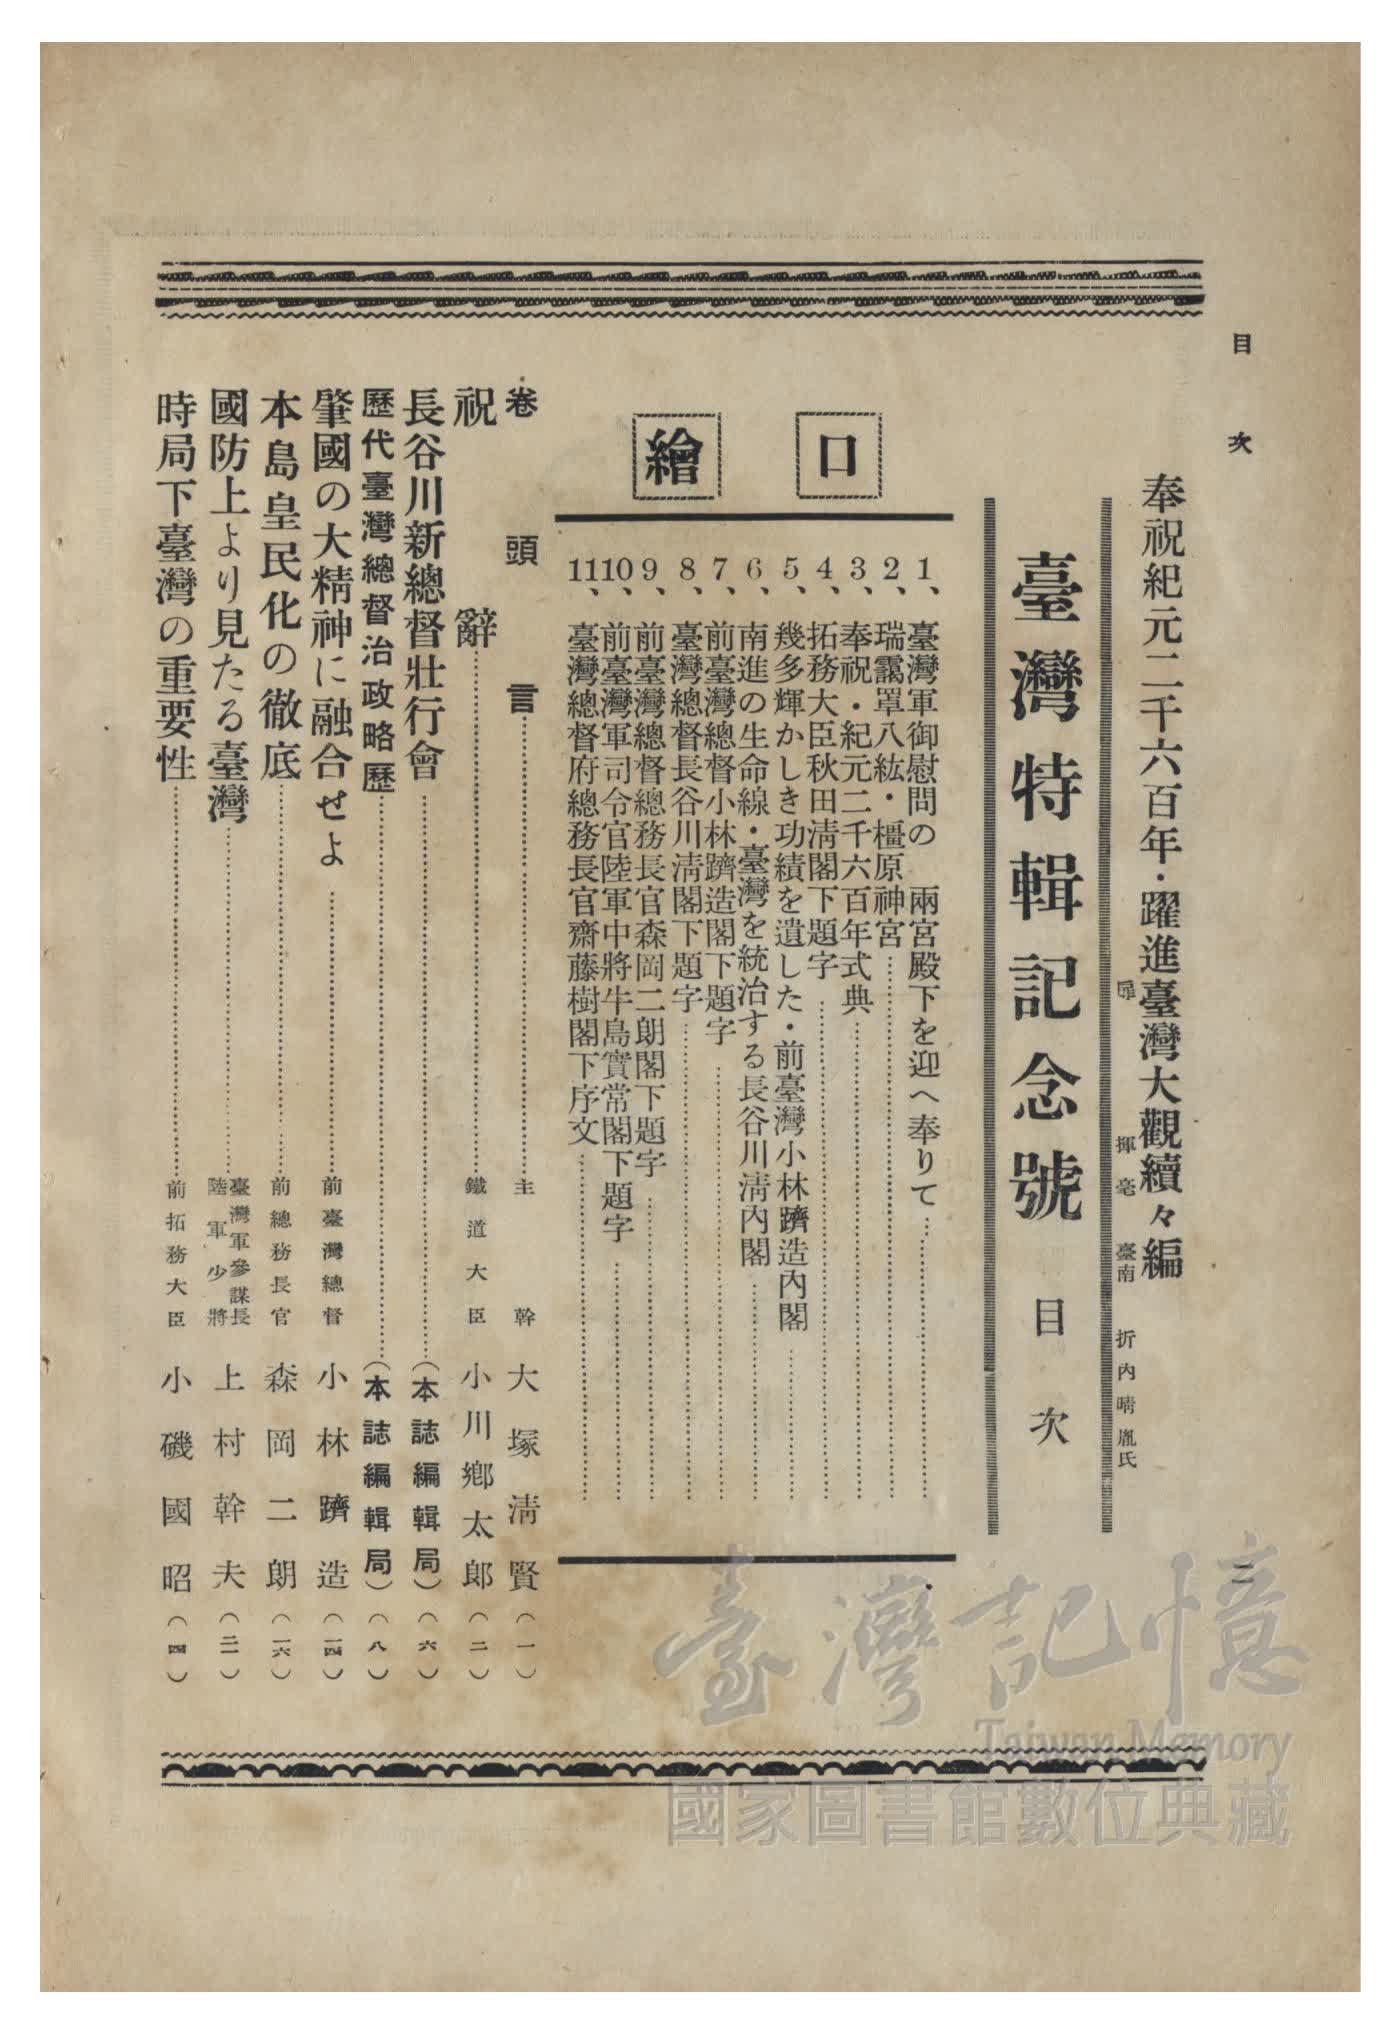 目次
奉祝紀元二千六百年・躍進臺灣大觀續々編
扉 揮毫 臺南 折內晴胤氏
臺灣特輯記念號 目次
口繪
1、臺灣軍御慰問の 兩宮殿下を迎へ奉りて
2、瑞靄罩八紘・橿原神宮
3、奉祝・紀元二千六百年式典
4、拓務大臣秋田淸閣下題字
5、幾多輝かしき功績を遺した・前臺灣小林躋造內閣
6、南進の生命線・臺灣を統治する長谷川淸內閣
7、前臺灣總督小林躋造閣下題字
8、臺灣總督長谷川淸閣下題字
9、前臺灣總督總務長官森岡二朗閣下題字
10、前臺灣軍司令官陸軍中將牛島實常閣下題字
11、臺灣總督府總務長官齋藤樹閣下序文
卷頭言 主幹 大塚淸賢（一）
祝辭 鐵道大臣 小川鄕太郞（二）
長谷川新總督壯行會 （本誌編輯局）（六）
歷代臺灣總督治政略歷 （本誌編輯局）（八）
肇國の大精神に融合せよ 前臺灣總督 小林躋造（一四）
本島皇民化の徹底 前總務長官 森岡二朗（一六）
國防上より見たる臺灣 臺灣軍參謀長 陸軍少將 上村幹夫（二一）
時局下臺灣の重要性 前拓務大臣 小磯國昭（四）
臺灣記憶
Taiwan Memory
國家圖書館數位典藏